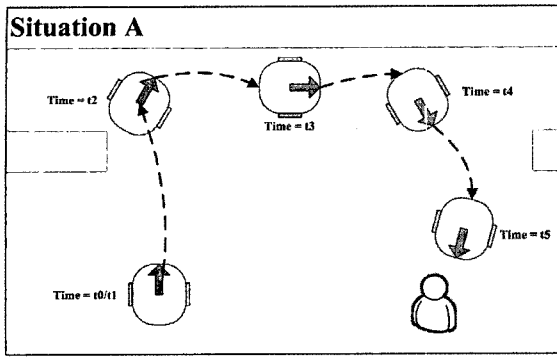 Situation A
Time = t2
Time = t3
Time = t4
Time = t5
Time = t0/t1